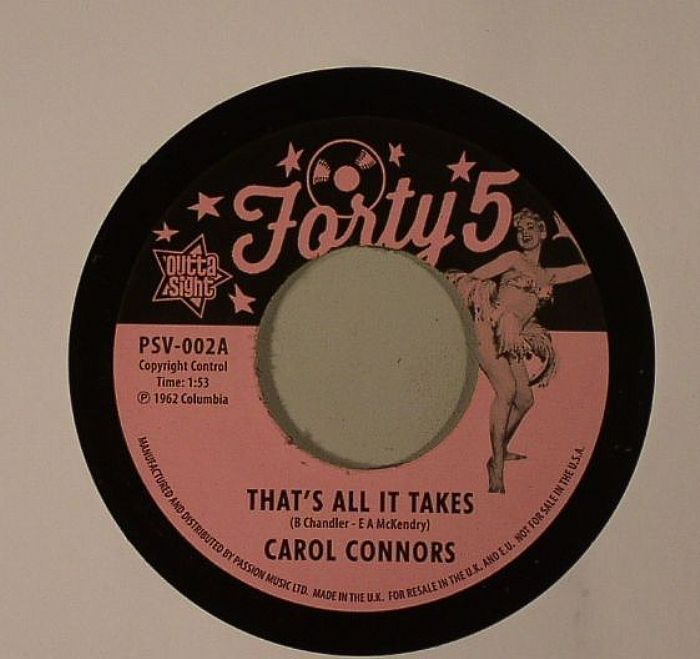 Forty 5
outta
sight
PSV-002A
Copyright Control
Time: 1:53
℗ 1962 Columbia
THAT'S ALL IT TAKES
(B Chandler - E A McKendry)
CAROL CONNORS
MANUFACTURED AND DISTRIBUTED BY PASSION MUSIC LTD. MADE IN THE U.K. FOR RESALE IN THE U.K. AND E.U. NOT FOR SALE IN THE U.S.A.